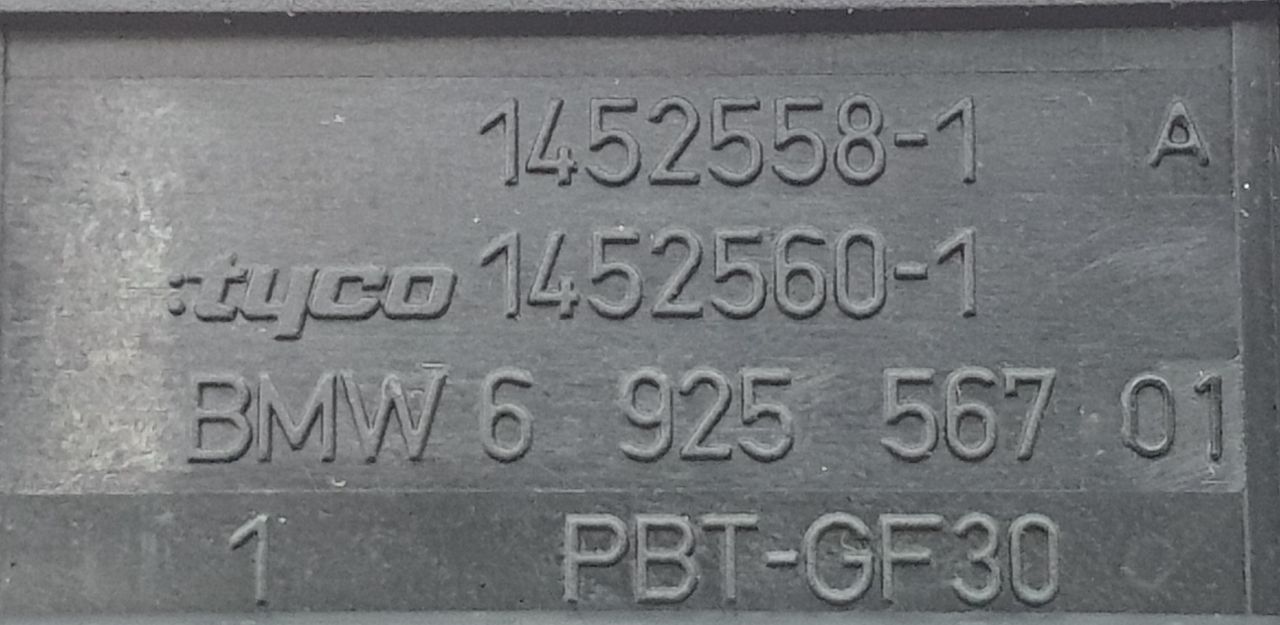 1452558-1 A
tyco 1452560-1
BMW 6 925 567 01
1 PBT-GF30